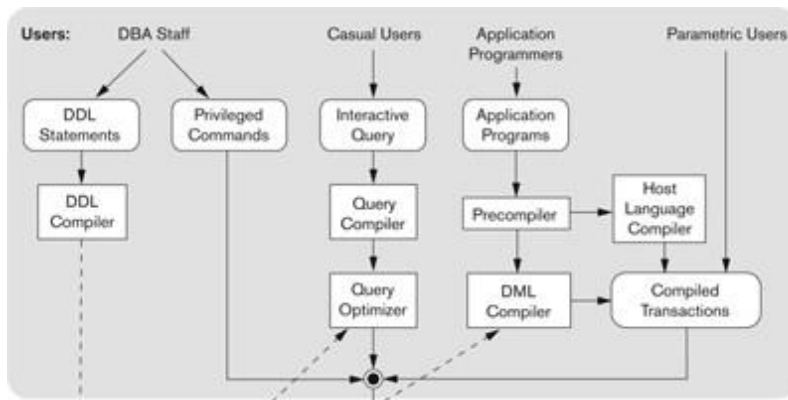 Users: DBA Staff Casual Users Application Programmers Parametric Users
DDL Statements
Privileged Commands
Interactive Query
Application Programs
DDL Compiler
Query Compiler
Precompiler
Host Language Compiler
Query Optimizer
DML Compiler
Compiled Transactions